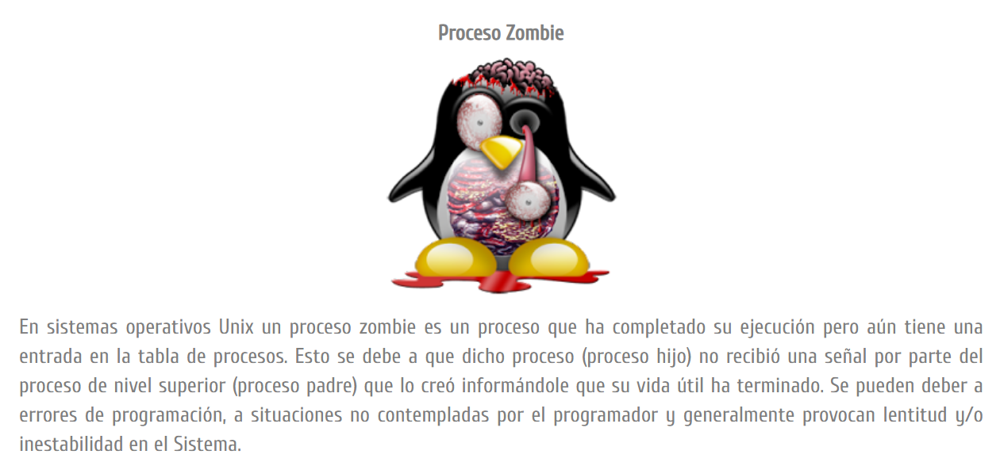 Proceso Zombie
En sistemas operativos Unix un proceso zombie es un proceso que ha completado su ejecución pero aún tiene una
entrada en la tabla de procesos. Esto se debe a que dicho proceso (proceso hijo) no recibió una señal por parte del
proceso de nivel superior (proceso padre) que lo creó informándole que su vida útil ha terminado. Se pueden deber a
errores de programación, a situaciones no contempladas por el programador y generalmente provocan lentitud y/o
inestabilidad en el Sistema.